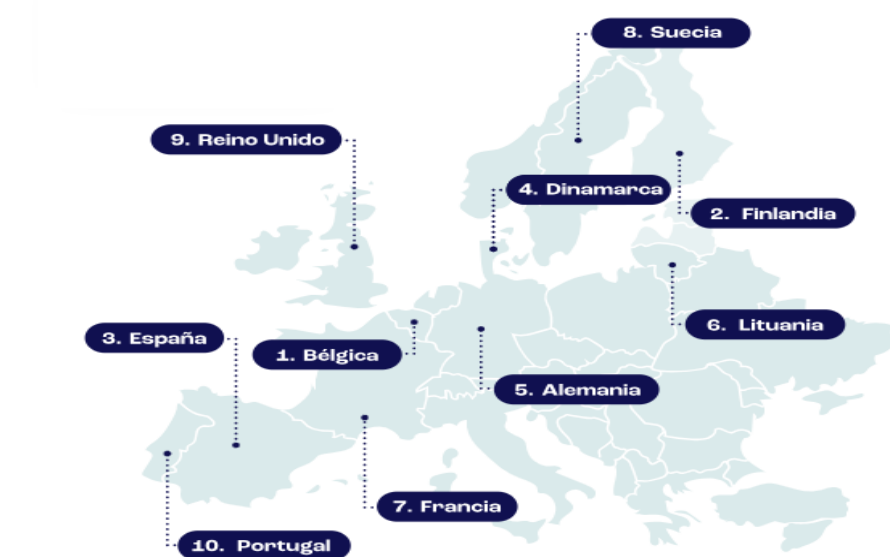 8. Suecia
9. Reino Unido
4. Dinamarca
2. Finlandia
6. Lituania
3. España
1. Bélgica
5. Alemania
7. Francia
10. Portugal